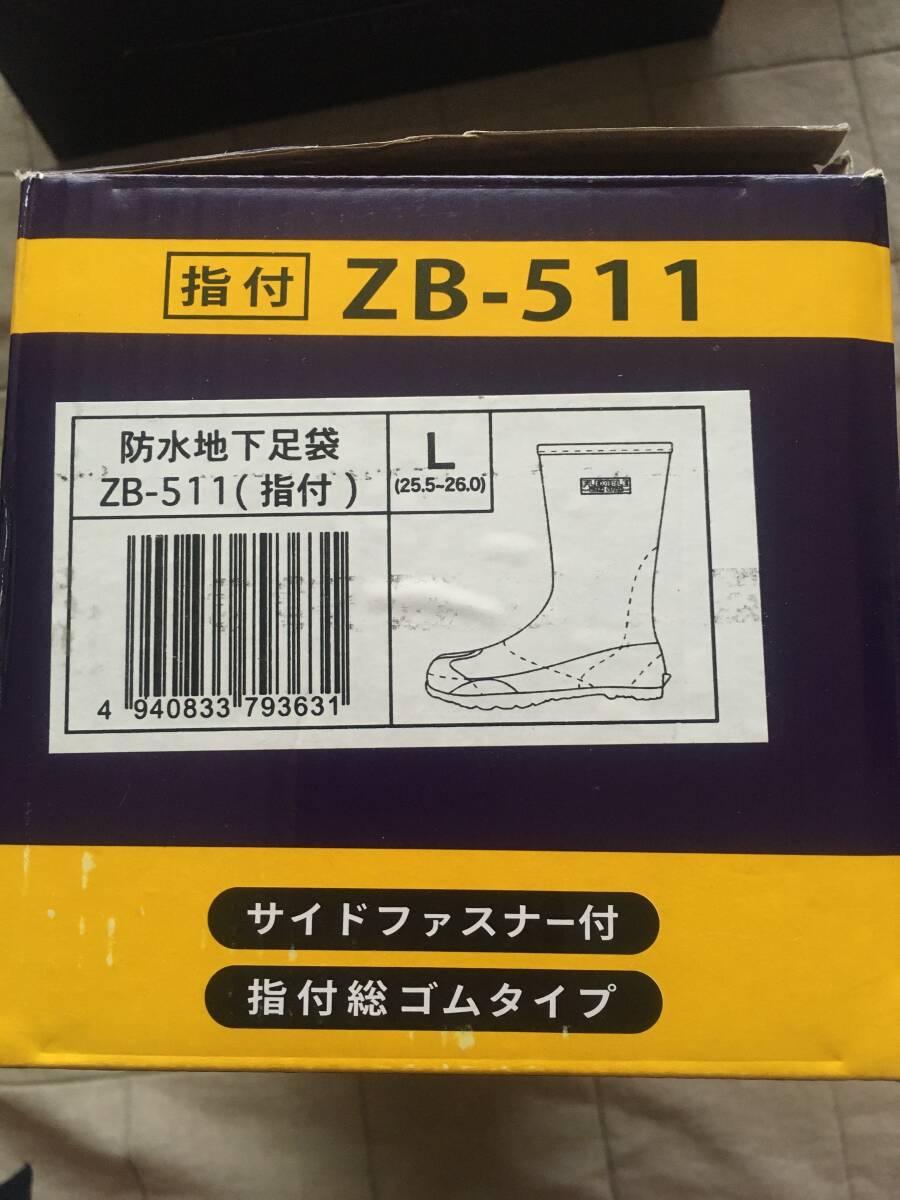 指付 ZB-511
防水地下足袋
ZB-511(指付)
L
(25.5~26.0)
4 940833 793631
サイドファスナー付
指付総ゴムタイプ